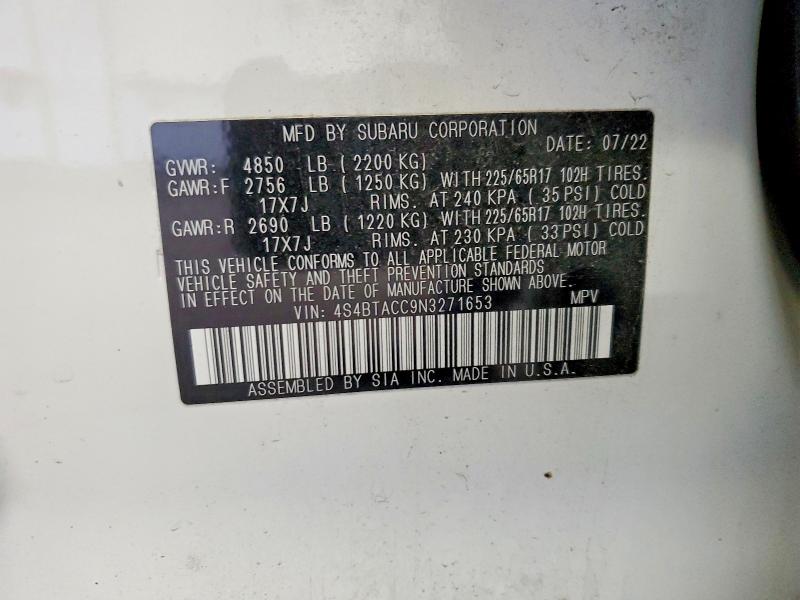 MFD BY SUBARU CORPORATION
DATE: 07/22
GVWR: 4850 LB (2200 KG)
GAWR:F 2756 LB (1250 KG) WITH 225/65R17 102H TIRES.
17X7J RIMS. AT 240 KPA (35 PSI) COLD
GAWR:R 2690 LB (1220 KG) WITH 225/65R17 102H TIRES.
17X7J RIMS. AT 230 KPA (33 PSI) COLD
THIS VEHICLE CONFORMS TO ALL APPLICABLE FEDERAL MOTOR
VEHICLE SAFETY AND THEFT PREVENTION STANDARDS
IN EFFECT ON THE DATE OF MANUFACTURE SHOWN ABOVE.
VIN: 4S4BTACC9N3271653 MPV
ASSEMBLED BY SIA INC. MADE IN U.S.A.